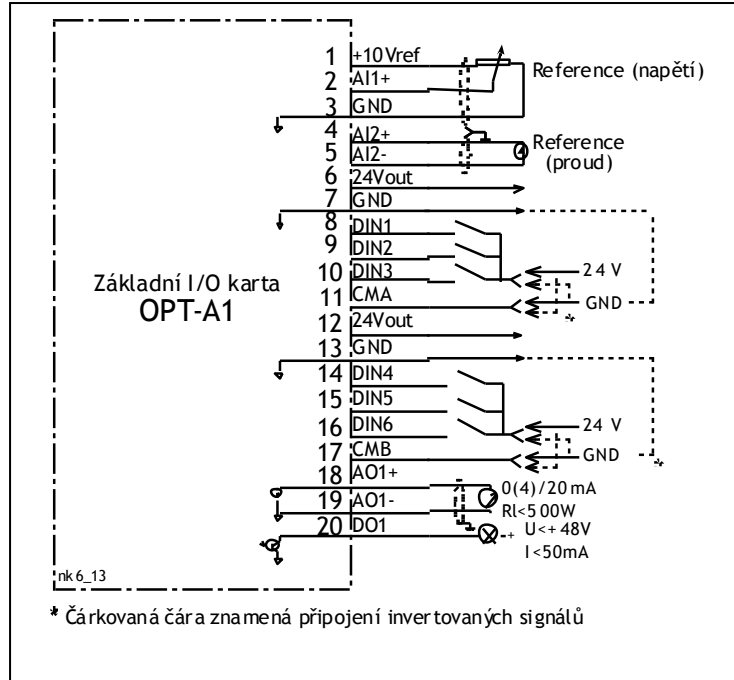 1 +10Vref
2 AI1+
Reference (napětí)
3 GND
4 AI2+
5 AI2-
Reference
(proud)
6 24Vout
7 GND
8 DIN1
9 DIN2
10 DIN3
24 V
11 CMA
GND
*
Základní I/O karta
OPT-A1
12 24Vout
13 GND
14 DIN4
15 DIN5
16 DIN6
24 V
17 CMB
GND
*
18 AO1+
0(4)/20mA
19 AO1-
Rl<500W
20 DO1
+ U<+48V
I<50mA
nk6_13
* Čárkovaná čára znamená připojení invertovaných signálů